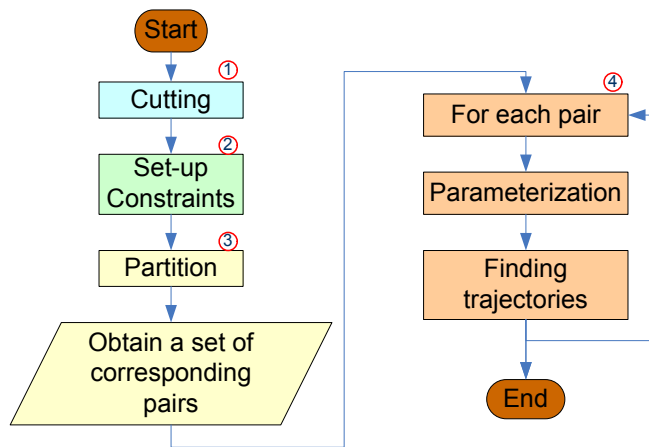 Start
1
Cutting
2
Set-up
Constraints
3
Partition
Obtain a set of
corresponding
pairs
4
For each pair
Parameterization
Finding
trajectories
End